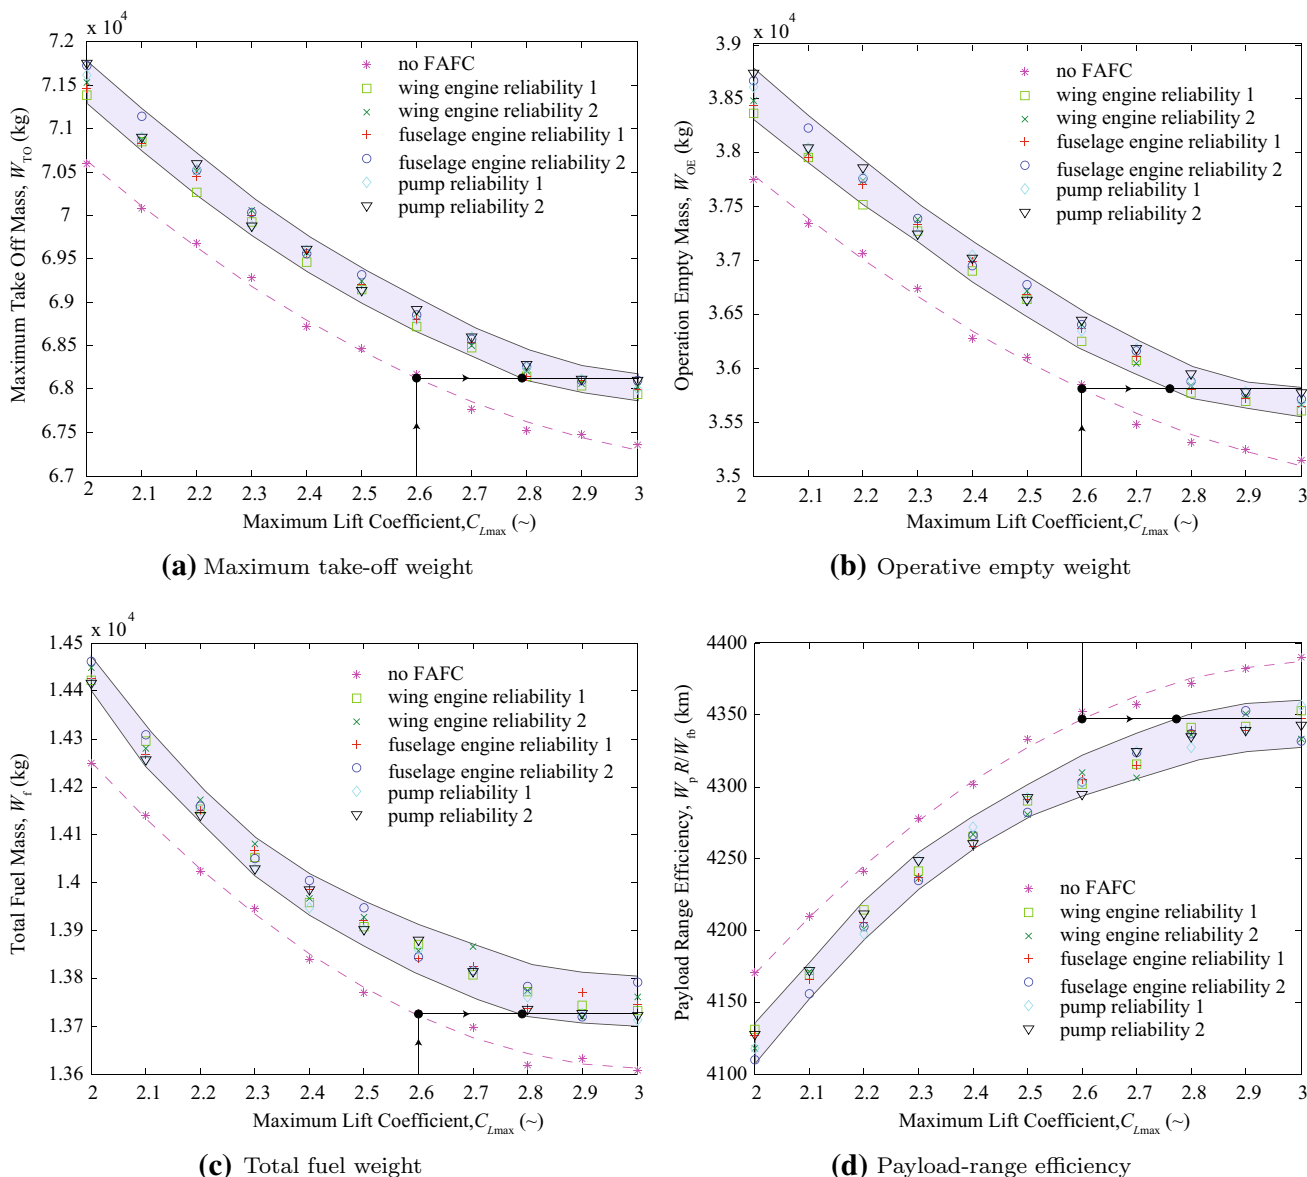 x 10⁴
7.2
7.15
7.1
7.05
7
6.95
6.9
6.85
6.8
6.75
6.7
Maximum Take Off Mass, W_TO (kg)
no FAFC
wing engine reliability 1
wing engine reliability 2
fuselage engine reliability 1
fuselage engine reliability 2
pump reliability 1
pump reliability 2
2 2.1 2.2 2.3 2.4 2.5 2.6 2.7 2.8 2.9 3
Maximum Lift Coefficient,C_Lmax (~)
(a) Maximum take-off weight
x 10⁴
3.9
3.85
3.8
3.75
3.7
3.65
3.6
3.55
3.5
Operation Empty Mass, W_OE (kg)
no FAFC
wing engine reliability 1
wing engine reliability 2
fuselage engine reliability 1
fuselage engine reliability 2
pump reliability 1
pump reliability 2
2 2.1 2.2 2.3 2.4 2.5 2.6 2.7 2.8 2.9 3
Maximum Lift Coefficient,C_Lmax (~)
(b) Operative empty weight
x 10⁴
1.45
1.44
1.43
1.42
1.41
1.4
1.39
1.38
1.37
1.36
Total Fuel Mass, W_f (kg)
no FAFC
wing engine reliability 1
wing engine reliability 2
fuselage engine reliability 1
fuselage engine reliability 2
pump reliability 1
pump reliability 2
2 2.1 2.2 2.3 2.4 2.5 2.6 2.7 2.8 2.9 3
Maximum Lift Coefficient,C_Lmax (~)
(c) Total fuel weight
4400
4350
4300
4250
4200
4150
4100
Payload Range Efficiency, W_p R/W_fb (km)
no FAFC
wing engine reliability 1
wing engine reliability 2
fuselage engine reliability 1
fuselage engine reliability 2
pump reliability 1
pump reliability 2
2 2.1 2.2 2.3 2.4 2.5 2.6 2.7 2.8 2.9 3
Maximum Lift Coefficient,C_Lmax (~)
(d) Payload-range efficiency